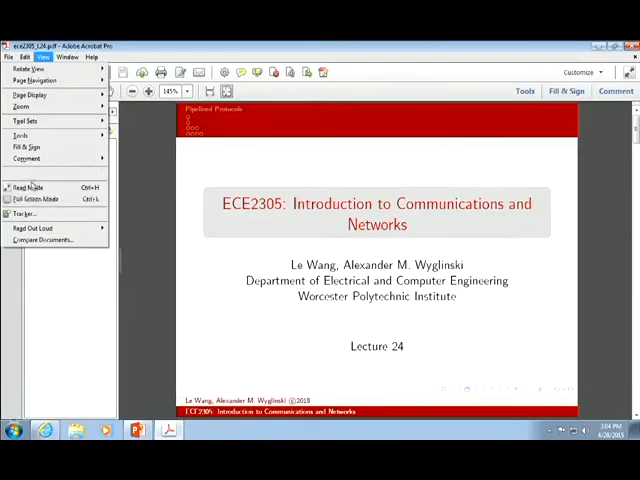 ece2305_L24.pdf - Adobe Acrobat Pro
File Edit View Window Help
Customize
145%
Tools Fill & Sign Comment
Rotate View
Page Navigation
Page Display
Zoom
Tool Sets
Tools
Fill & Sign
Comment
Read Mode Ctrl+H
Full Screen Mode Ctrl+L
Tracker...
Read Out Loud
Compare Documents...
Pipelined Protocols
ECE2305: Introduction to Communications and
Networks
Le Wang, Alexander M. Wyglinski
Department of Electrical and Computer Engineering
Worcester Polytechnic Institute
Lecture 24
Le Wang, Alexander M. Wyglinski ©2015
ECE2305: Introduction to Communications and Networks
3:04 PM
6/28/2015